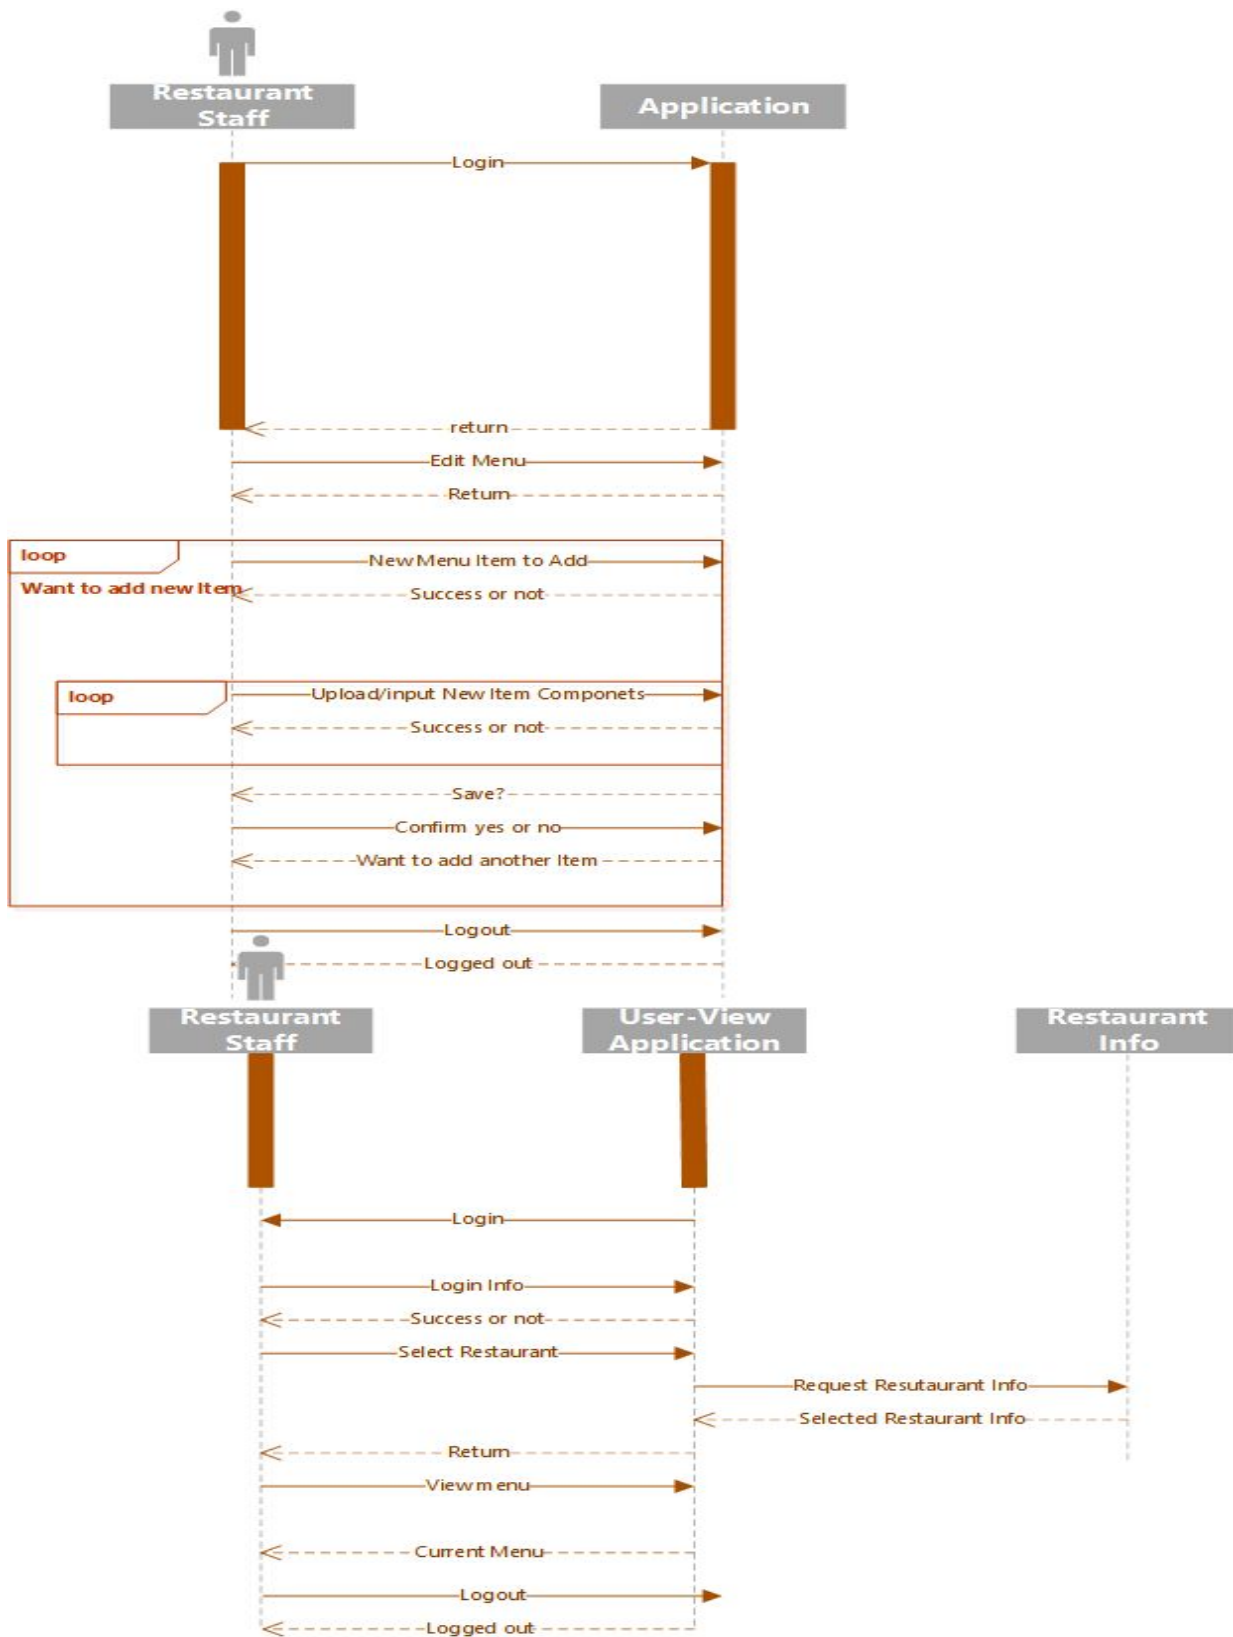 Restaurant
Staff
Application
Login
return
Edit Menu
Return
loop
New Menu Item to Add
Want to add new Item
Success or not
loop
Upload/input New Item Componets
Success or not
Save?
Confirm yes or no
Want to add another Item
Logout
Logged out
Restaurant
Staff
User-View
Application
Restaurant
Info
Login
Login Info
Success or not
Select Restaurant
Request Resutaurant Info
Selected Restaurant Info
Return
View menu
Current Menu
Logout
Logged out